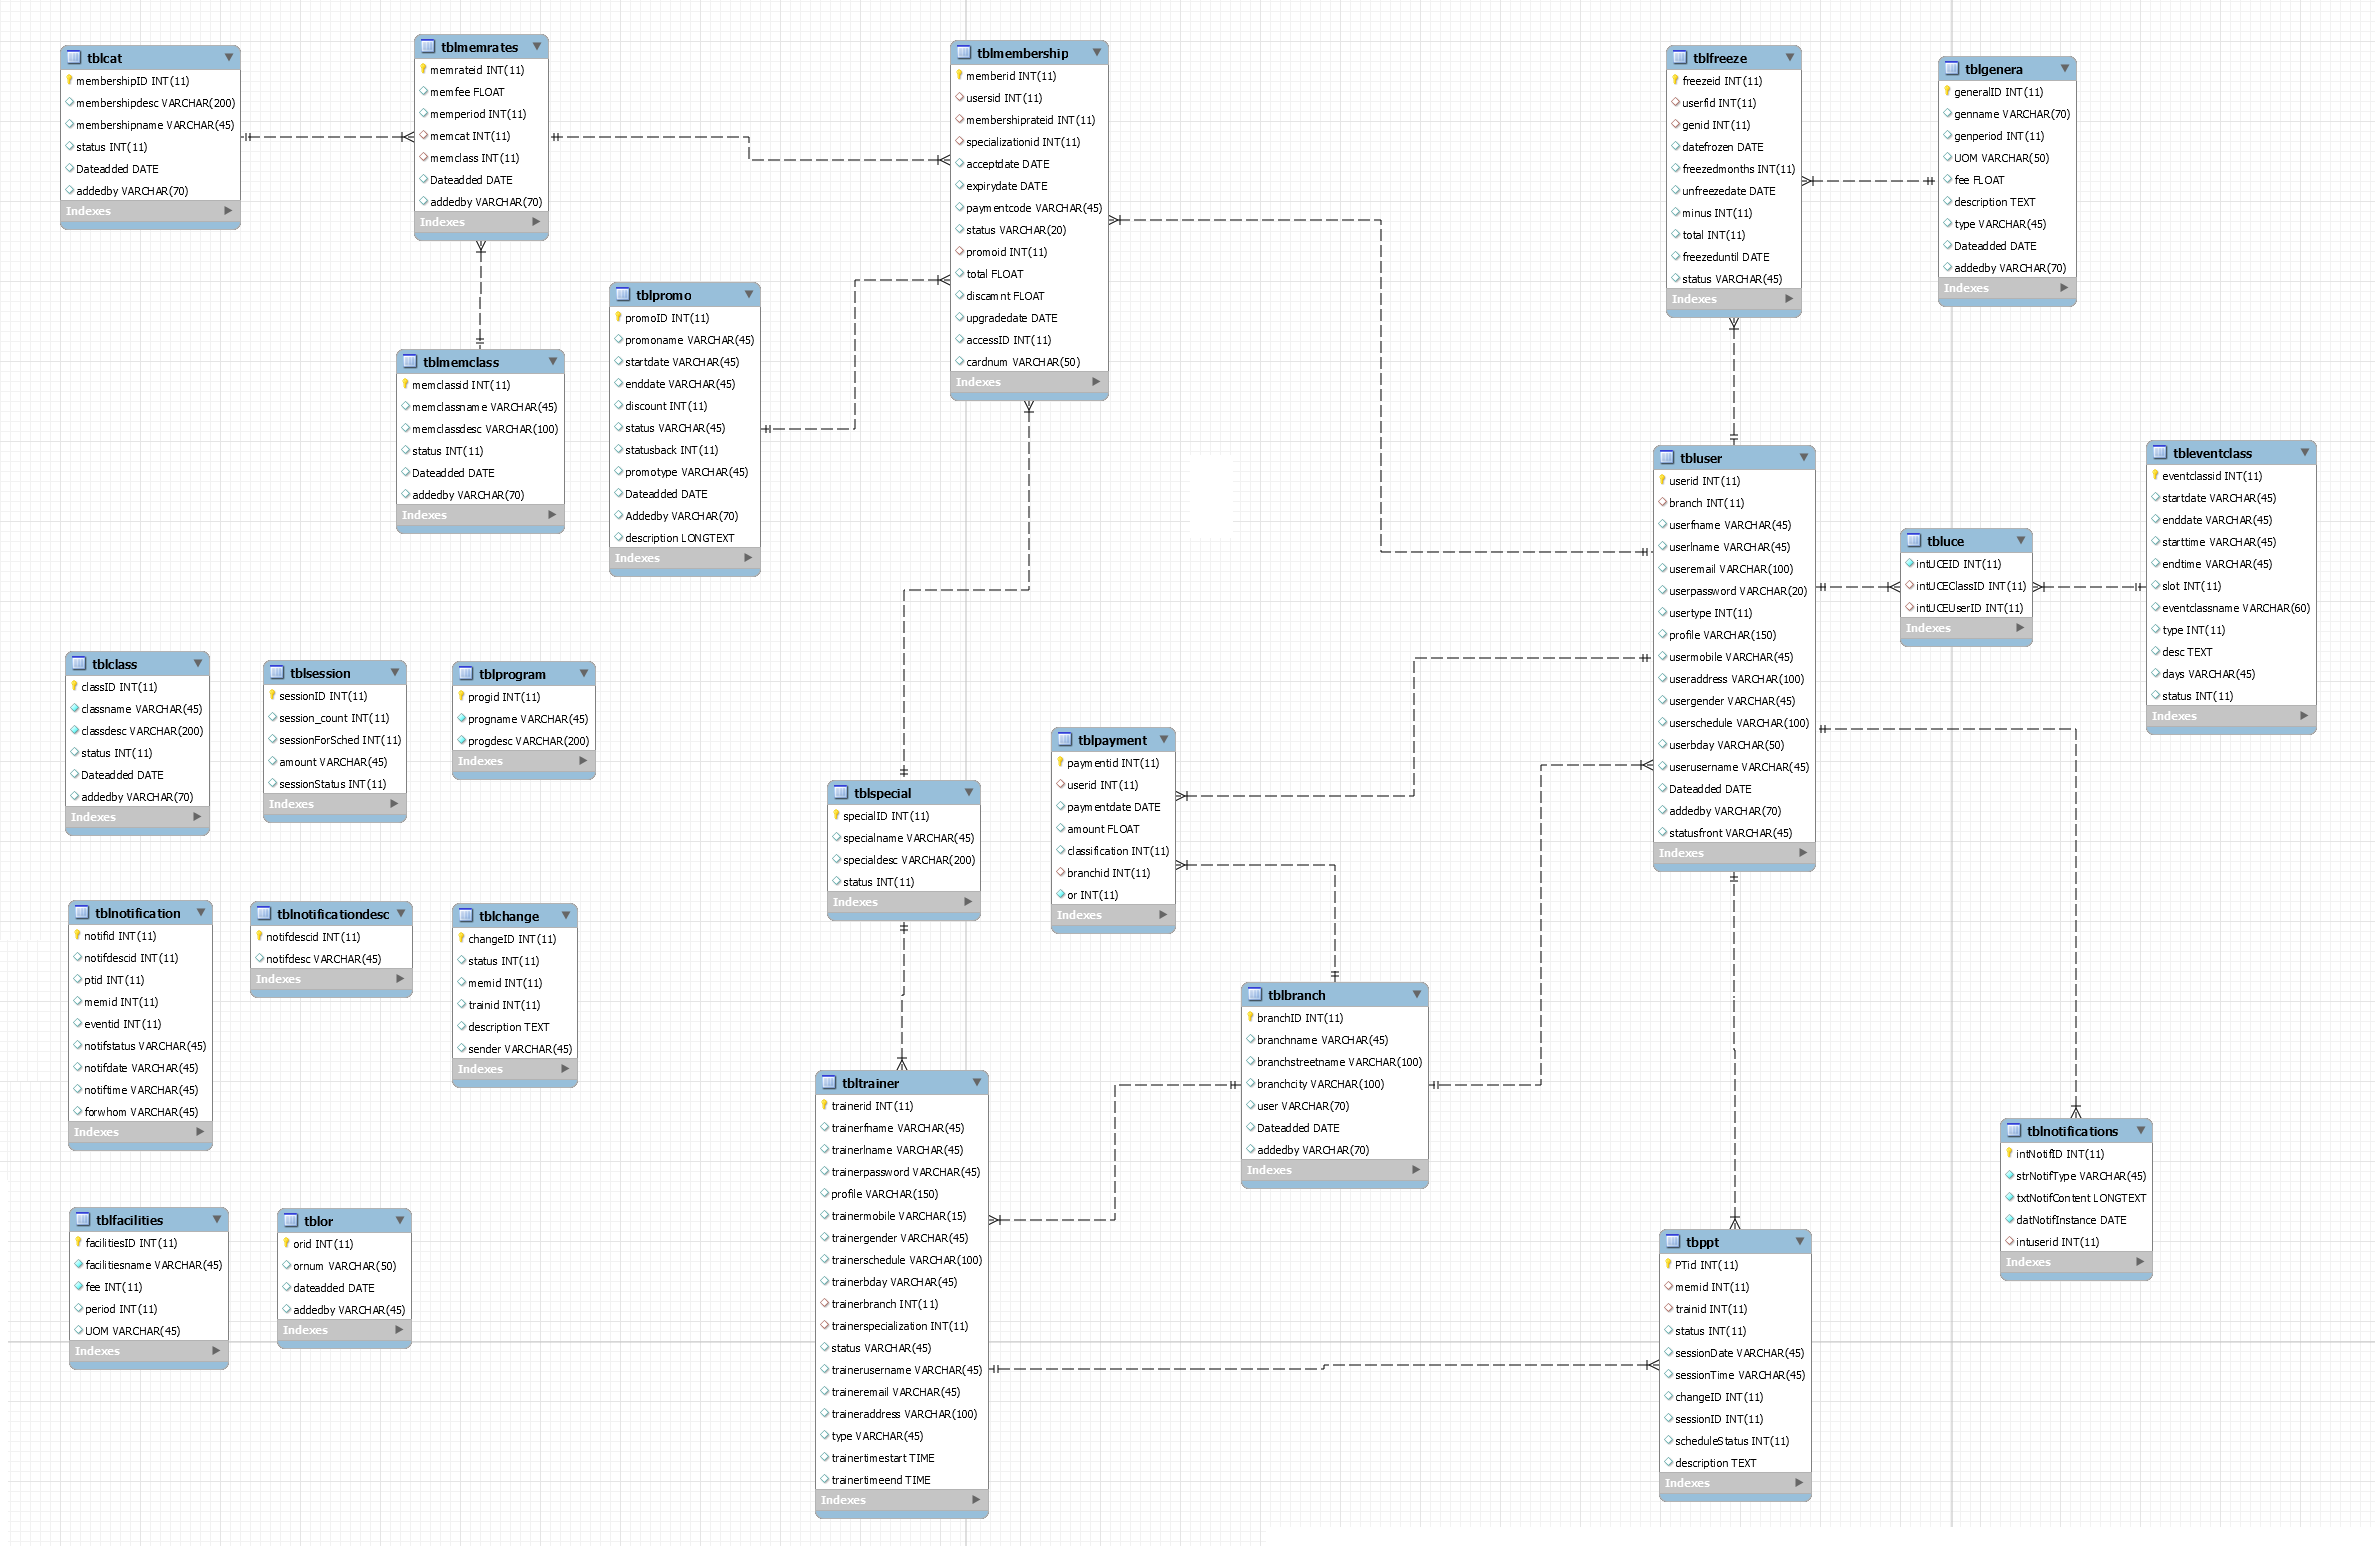 tblcat
membershipID INT(11)
membershipdesc VARCHAR(200)
membershipname VARCHAR(45)
status INT(11)
Dateadded DATE
addedby VARCHAR(70)
Indexes
tblmemrates
memrateid INT(11)
memfee FLOAT
memperiod INT(11)
memcat INT(11)
memclass INT(11)
Dateadded DATE
addedby VARCHAR(70)
Indexes
tblmembership
memberid INT(11)
usersid INT(11)
membershiprateid INT(11)
specializationid INT(11)
acceptdate DATE
expirydate DATE
paymentcode VARCHAR(45)
status VARCHAR(20)
promoid INT(11)
total FLOAT
discamnt FLOAT
upgradedate DATE
accessID INT(11)
cardnum VARCHAR(50)
Indexes
tblfreeze
freezeid INT(11)
userfid INT(11)
genid INT(11)
datefrozen DATE
freezedmonths INT(11)
unfreezedate DATE
minus INT(11)
total INT(11)
freezeduntil DATE
status VARCHAR(45)
Indexes
tblgenera
generalID INT(11)
genname VARCHAR(70)
genperiod INT(11)
UOM VARCHAR(50)
fee FLOAT
description TEXT
type VARCHAR(45)
Dateadded DATE
addedby VARCHAR(70)
Indexes
tblmemclass
memclassid INT(11)
memclassname VARCHAR(45)
memclassdesc VARCHAR(100)
status INT(11)
Dateadded DATE
addedby VARCHAR(70)
Indexes
tblpromo
promoID INT(11)
promoname VARCHAR(45)
startdate VARCHAR(45)
enddate VARCHAR(45)
discount INT(11)
status VARCHAR(45)
statusback INT(11)
promotype VARCHAR(45)
Dateadded DATE
Addedby VARCHAR(70)
description LONGTEXT
Indexes
tbluser
userid INT(11)
branch INT(11)
userfname VARCHAR(45)
userlname VARCHAR(45)
useremail VARCHAR(100)
userpassword VARCHAR(20)
usertype INT(11)
profile VARCHAR(150)
usermobile VARCHAR(45)
useraddress VARCHAR(100)
usergender VARCHAR(45)
userschedule VARCHAR(100)
userbday VARCHAR(50)
userusername VARCHAR(45)
Dateadded DATE
addedby VARCHAR(70)
statusfront VARCHAR(45)
Indexes
tbluce
intUCEID INT(11)
intUCEClassID INT(11)
intUCEUserID INT(11)
Indexes
tbleventclass
eventclassid INT(11)
startdate VARCHAR(45)
enddate VARCHAR(45)
starttime VARCHAR(45)
endtime VARCHAR(45)
slot INT(11)
eventclassname VARCHAR(60)
type INT(11)
desc TEXT
days VARCHAR(45)
status INT(11)
Indexes
tblclass
classID INT(11)
classname VARCHAR(45)
classdesc VARCHAR(200)
status INT(11)
Dateadded DATE
addedby VARCHAR(70)
Indexes
tblsession
sessionID INT(11)
session_count INT(11)
sessionForSched INT(11)
amount VARCHAR(45)
sessionStatus INT(11)
Indexes
tblprogram
progid INT(11)
progname VARCHAR(45)
progdesc VARCHAR(200)
Indexes
tblspecial
specialID INT(11)
specialname VARCHAR(45)
specialdesc VARCHAR(200)
status INT(11)
Indexes
tblpayment
paymentid INT(11)
userid INT(11)
paymentdate DATE
amount FLOAT
classification INT(11)
branchid INT(11)
or INT(11)
Indexes
tblnotification
notifid INT(11)
notifdescid INT(11)
ptid INT(11)
memid INT(11)
eventid INT(11)
notifstatus VARCHAR(45)
notifdate VARCHAR(45)
notiftime VARCHAR(45)
forwhom VARCHAR(45)
Indexes
tblnotificationdesc
notifdescid INT(11)
notifdesc VARCHAR(45)
Indexes
tblchange
changeID INT(11)
status INT(11)
memid INT(11)
trainid INT(11)
description TEXT
sender VARCHAR(45)
Indexes
tblbranch
branchID INT(11)
branchname VARCHAR(45)
branchstreetname VARCHAR(100)
branchcity VARCHAR(100)
user VARCHAR(70)
Dateadded DATE
addedby VARCHAR(70)
Indexes
tbltrainer
trainerid INT(11)
trainerfname VARCHAR(45)
trainerlname VARCHAR(45)
trainerpassword VARCHAR(45)
profile VARCHAR(150)
trainermobile VARCHAR(15)
trainergender VARCHAR(45)
trainerschedule VARCHAR(100)
trainerbday VARCHAR(45)
trainerbranch INT(11)
trainerspecialization INT(11)
status VARCHAR(45)
trainerusername VARCHAR(45)
traineremail VARCHAR(45)
traineraddress VARCHAR(100)
type VARCHAR(45)
trainertimestart TIME
trainertimeend TIME
Indexes
tblnotifications
intNotifID INT(11)
strNotifType VARCHAR(45)
txtNotifContent LONGTEXT
datNotifInstance DATE
intuserid INT(11)
Indexes
tblfacilities
facilitiesID INT(11)
facilitiesname VARCHAR(45)
fee INT(11)
period INT(11)
UOM VARCHAR(45)
Indexes
tblor
orid INT(11)
ornum VARCHAR(50)
dateadded DATE
addedby VARCHAR(45)
Indexes
tbppt
PTid INT(11)
memid INT(11)
trainid INT(11)
status INT(11)
sessionDate VARCHAR(45)
sessionTime VARCHAR(45)
changeID INT(11)
sessionID INT(11)
scheduleStatus INT(11)
description TEXT
Indexes